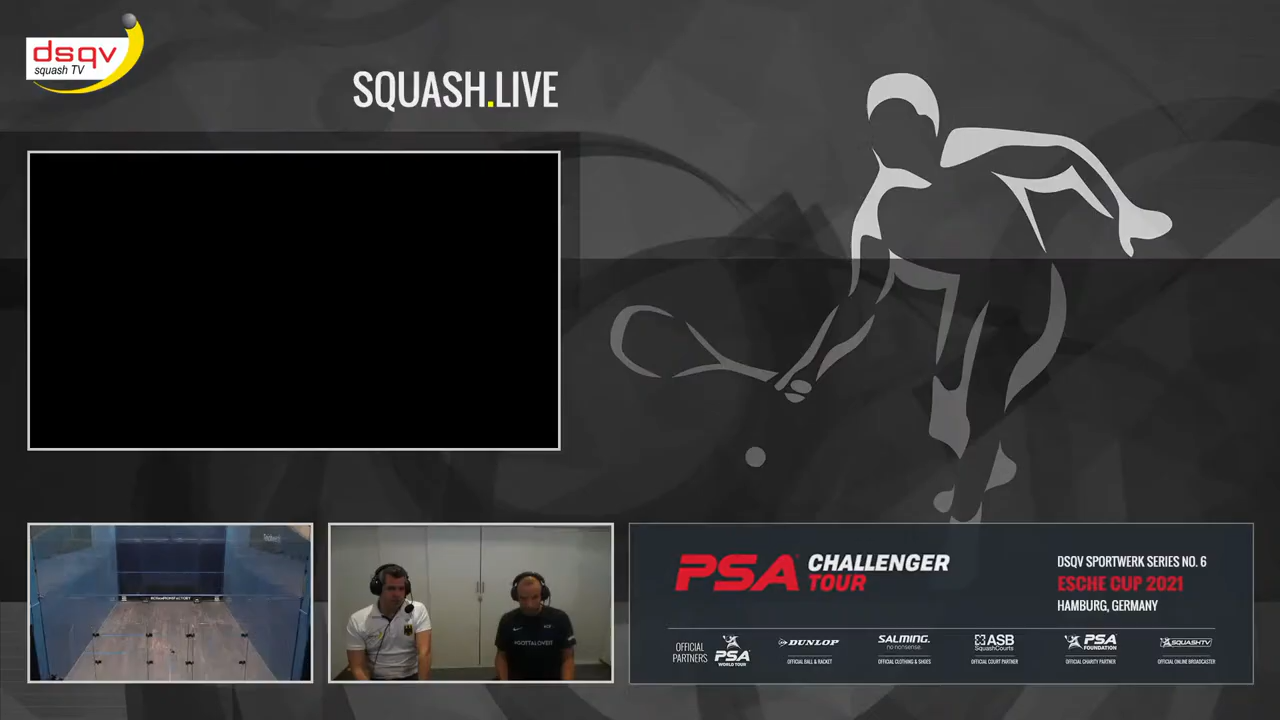 dsqv
squash TV
SQUASH.LIVE
#CHAMPIONSFACTORY
#GOTTALOVEIT
PSA CHALLENGER
TOUR
DSQV SPORTWERK SERIES NO. 6
ESCHE CUP 2021
HAMBURG, GERMANY
OFFICIAL
PARTNERS
PSA
WORLD TOUR
DUNLOP
OFFICIAL BALL & RACKET
SALMING.
no nonsense.
OFFICIAL CLOTHING & SHOES
ASB
SquashCourts
OFFICIAL COURT PARTNER
PSA
FOUNDATION
OFFICIAL CHARITY PARTNER
SQUASHTV
OFFICIAL ONLINE BROADCASTER